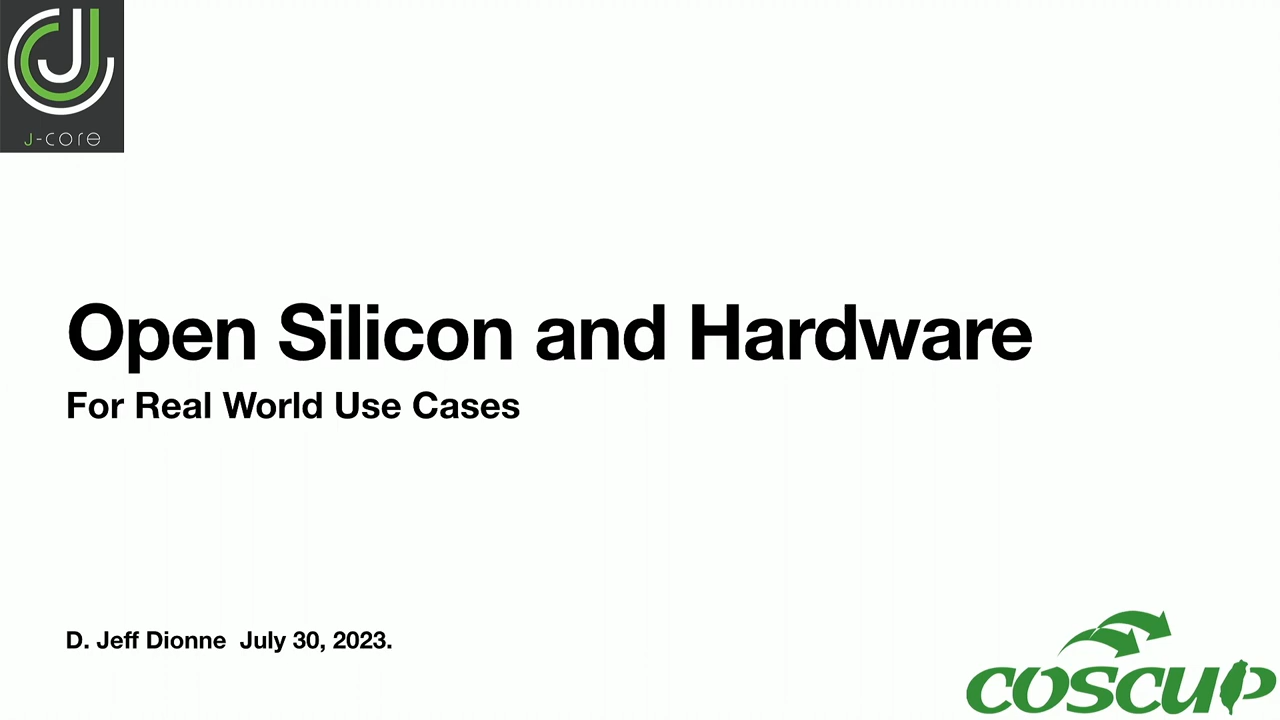 J-core
Open Silicon and Hardware
For Real World Use Cases
D. Jeff Dionne July 30, 2023.
COSCUP